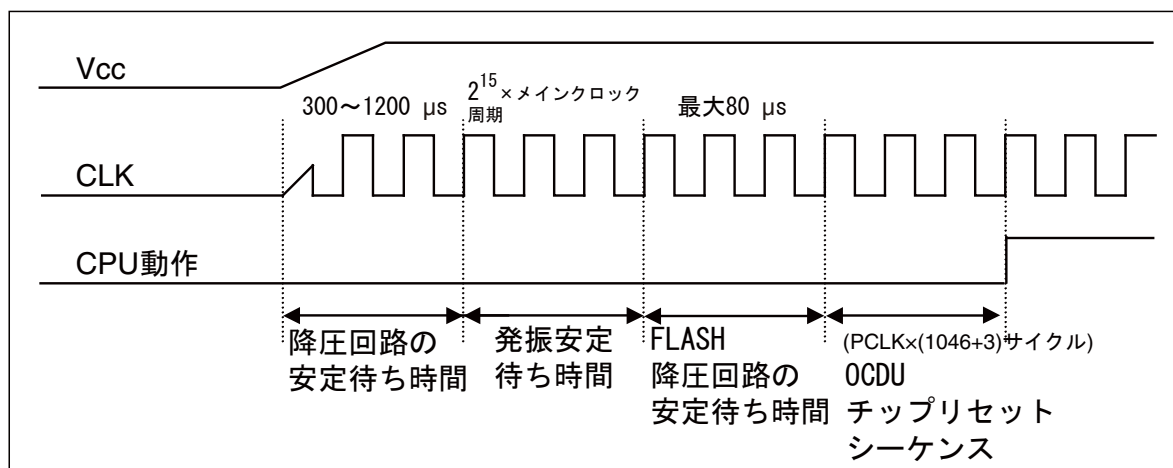 Vcc
300～1200 μs
2^15×メインクロック
周期
最大80 μs
CLK
CPU動作
降圧回路の
安定待ち時間
発振安定
待ち時間
FLASH
降圧回路の
安定待ち時間
(PCLK×(1046+3)サイクル)
OCDU
チップリセット
シーケンス